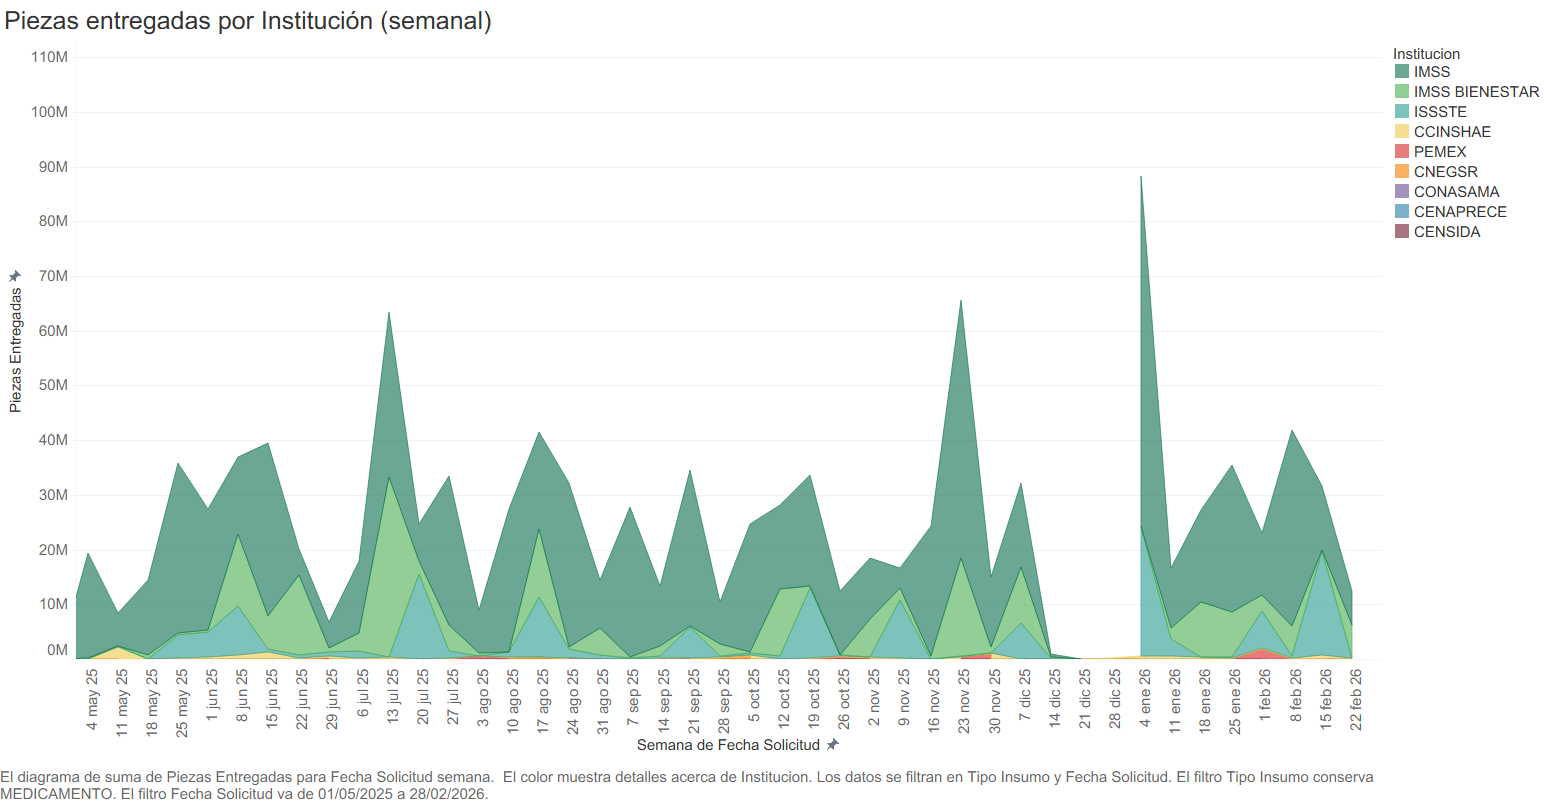 Piezas entregadas por Institución (semanal)
Institucion
IMSS
IMSS BIENESTAR
ISSSTE
CCINSHAE
PEMEX
CNEGSR
CONASAMA
CENAPRECE
CENSIDA
110M
100M
90M
80M
70M
60M
50M
40M
30M
20M
10M
0M
Piezas Entregadas
4 may 25
11 may 25
18 may 25
25 may 25
1 jun 25
8 jun 25
15 jun 25
22 jun 25
29 jun 25
6 jul 25
13 jul 25
20 jul 25
27 jul 25
3 ago 25
10 ago 25
17 ago 25
24 ago 25
31 ago 25
7 sep 25
14 sep 25
21 sep 25
28 sep 25
5 oct 25
12 oct 25
19 oct 25
26 oct 25
2 nov 25
9 nov 25
16 nov 25
23 nov 25
30 nov 25
7 dic 25
14 dic 25
21 dic 25
28 dic 25
4 ene 26
11 ene 26
18 ene 26
25 ene 26
1 feb 26
8 feb 26
15 feb 26
22 feb 26
Semana de Fecha Solicitud
El diagrama de suma de Piezas Entregadas para Fecha Solicitud semana.  El color muestra detalles acerca de Institucion. Los datos se filtran en Tipo Insumo y Fecha Solicitud. El filtro Tipo Insumo conserva
MEDICAMENTO. El filtro Fecha Solicitud va de 01/05/2025 a 28/02/2026.